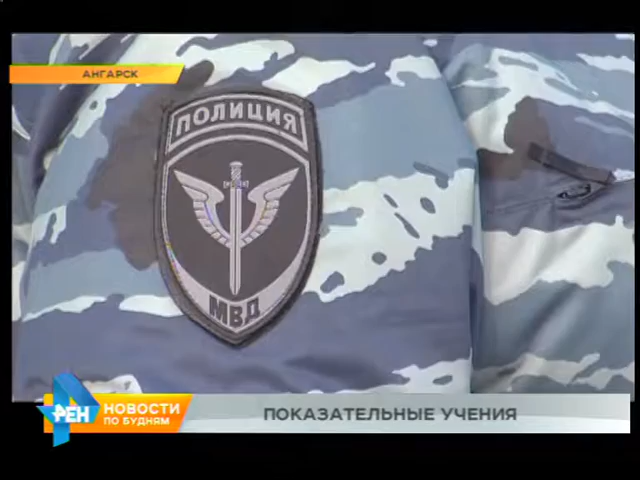 АНГАРСК
ПОЛИЦИЯ
МВД
РЕН
НОВОСТИ
ПО БУДНЯМ
ПОКАЗАТЕЛЬНЫЕ УЧЕНИЯ